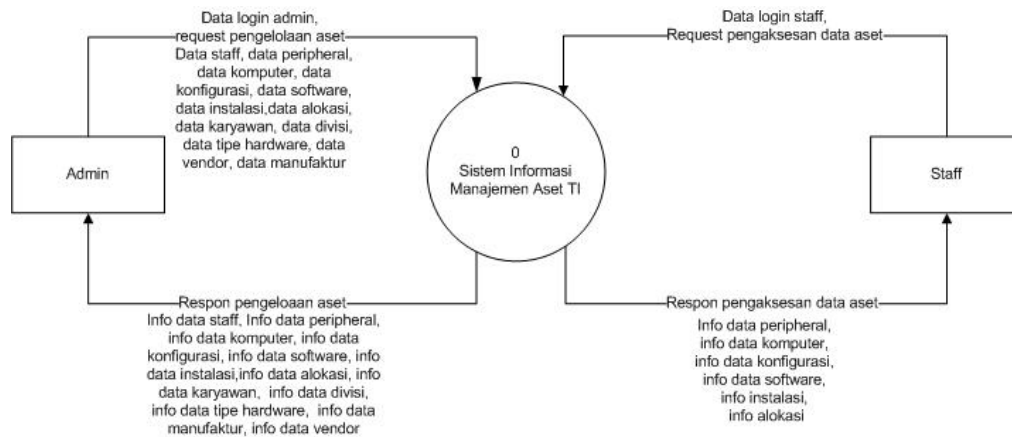 Data login admin,
request pengelolaan aset
Data staff, data peripheral,
data komputer, data
konfigurasi, data software,
data instalasi,data alokasi,
data karyawan, data divisi,
data tipe hardware, data
vendor, data manufaktur
Data login staff,
Request pengaksesan data aset
Admin
0
Sistem Informasi
Manajemen Aset TI
Staff
Respon pengeloaan aset
Info data staff, Info data peripheral,
info data komputer, info data
konfigurasi, info data software, info
data instalasi,info data alokasi, info
data karyawan, info data divisi,
info data tipe hardware, info data
manufaktur, info data vendor
Respon pengaksesan data aset
Info data peripheral,
info data komputer,
info data konfigurasi,
info data software,
info instalasi,
info alokasi